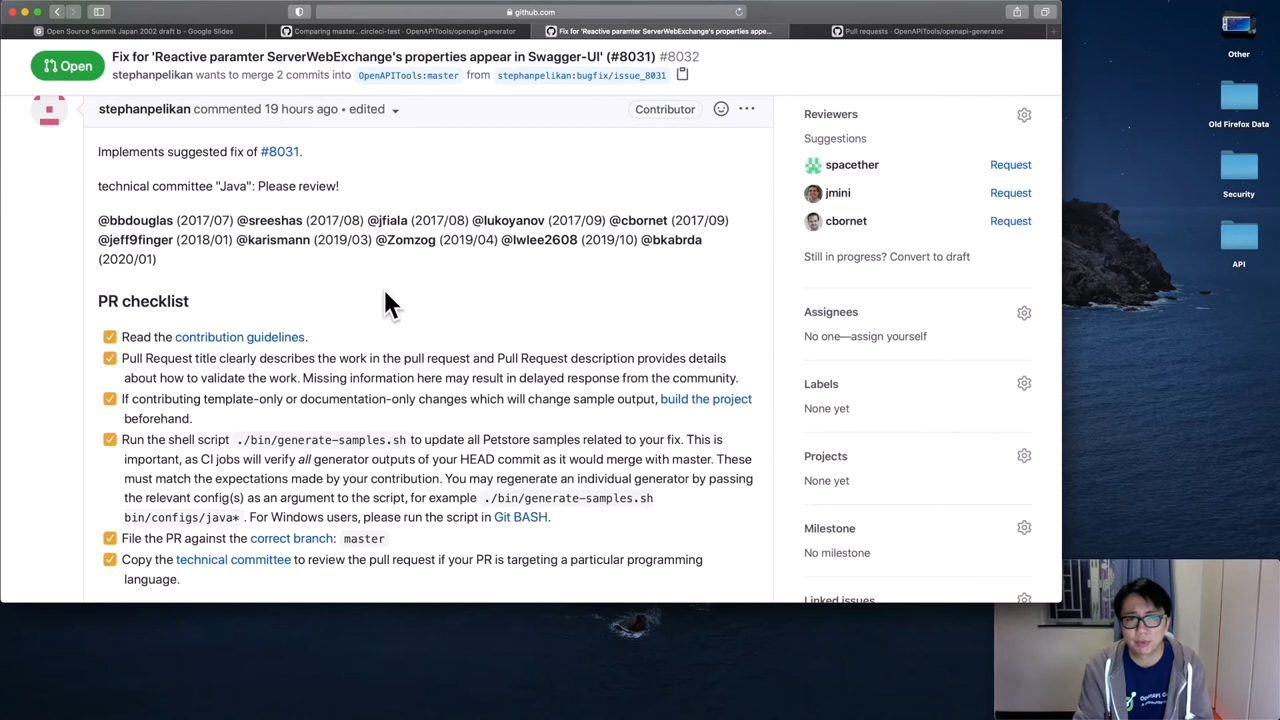 github.com
Open Source Summit Japan 2002 draft b - Google Slides
Comparing master...circleci-test · OpenAPITools/openapi-generator
Fix for 'Reactive paramter ServerWebExchange's properties appear in Swagger-UI' (#8031)...
Pull requests · OpenAPITools/openapi-generator
Open
Fix for 'Reactive paramter ServerWebExchange's properties appear in Swagger-UI' (#8031) #8032
stephanpelikan wants to merge 2 commits into OpenAPITools:master from stephanpelikan:bugfix/issue_8031
stephanpelikan commented 19 hours ago • edited
Contributor
Implements suggested fix of #8031.
technical committee "Java": Please review!
@bbdouglas (2017/07) @sreeshas (2017/08) @jfiala (2017/08) @lukoyanov (2017/09) @cbornet (2017/09)
@jeff9finger (2018/01) @karismann (2019/03) @Zomzog (2019/04) @lwlee2608 (2019/10) @bkabrda
(2020/01)
PR checklist
Read the contribution guidelines.
Pull Request title clearly describes the work in the pull request and Pull Request description provides details
about how to validate the work. Missing information here may result in delayed response from the community.
If contributing template-only or documentation-only changes which will change sample output, build the project
beforehand.
Run the shell script ./bin/generate-samples.sh to update all Petstore samples related to your fix. This is
important, as CI jobs will verify all generator outputs of your HEAD commit as it would merge with master. These
must match the expectations made by your contribution. You may regenerate an individual generator by passing
the relevant config(s) as an argument to the script, for example ./bin/generate-samples.sh
bin/configs/java*. For Windows users, please run the script in Git BASH.
File the PR against the correct branch: master
Copy the technical committee to review the pull request if your PR is targeting a particular programming
language.
Reviewers
Suggestions
spacether Request
jmini Request
cbornet Request
Still in progress? Convert to draft
Assignees
No one—assign yourself
Labels
None yet
Projects
None yet
Milestone
No milestone
Linked issues
Other
Old Firefox Data
Security
API